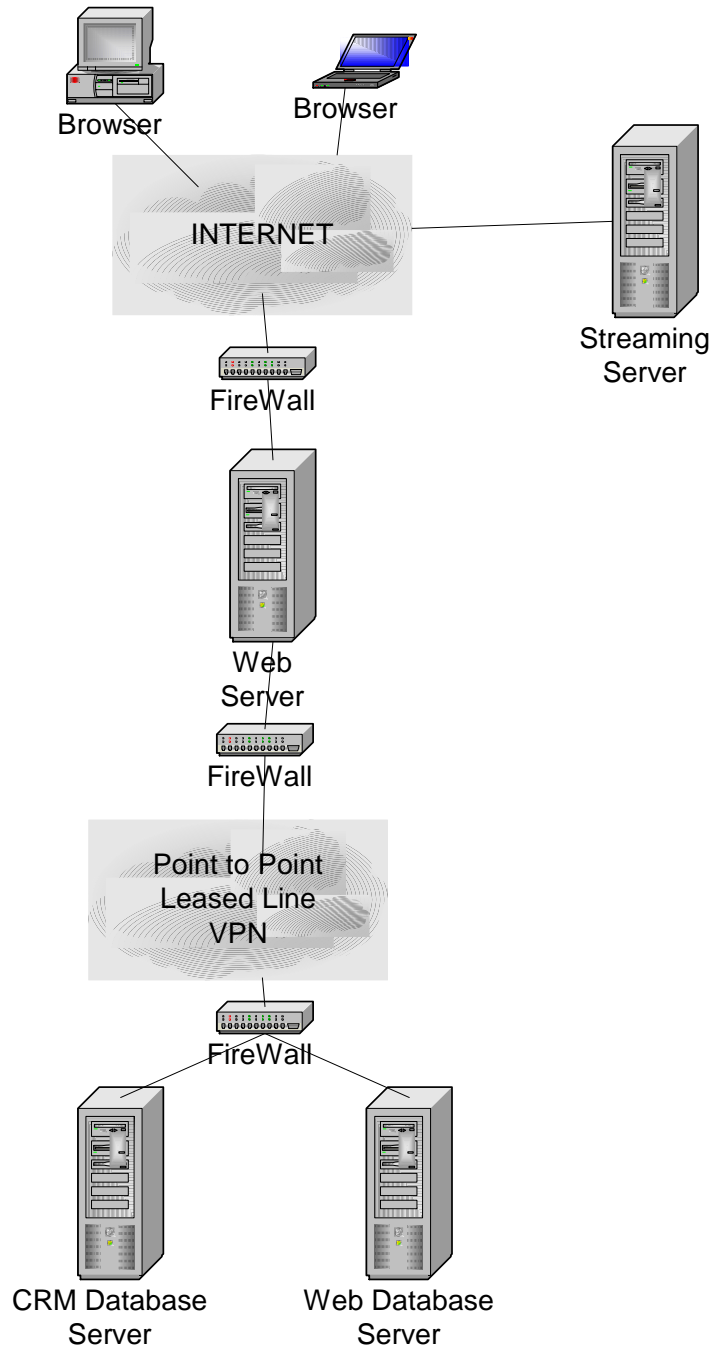 Browser
Browser
INTERNET
Streaming
Server
FireWall
Web
Server
FireWall
Point to Point
Leased Line
VPN
FireWall
CRM Database
Server
Web Database
Server